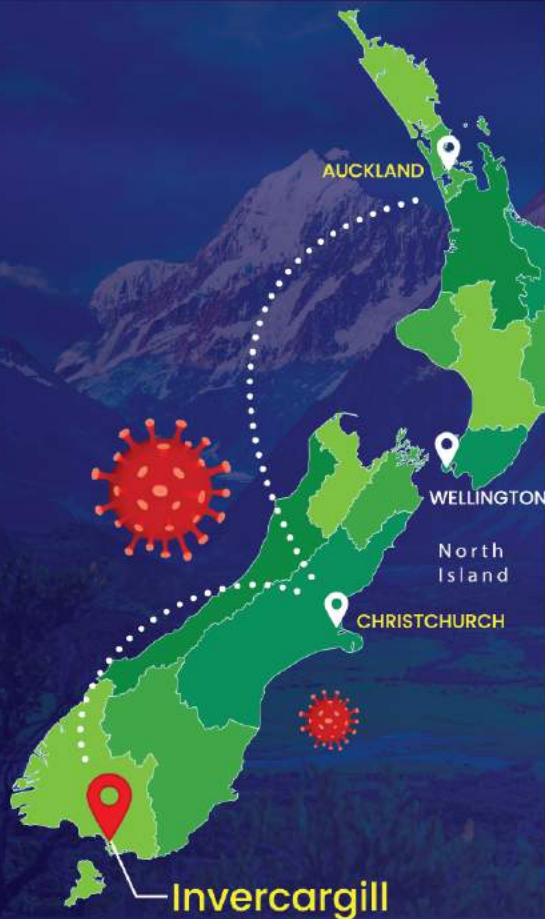 AUCKLAND
WELLINGTON
North
Island
CHRISTCHURCH
Invercargill